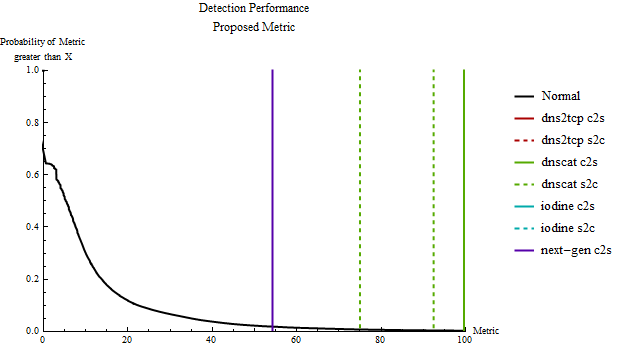 Detection Performance
Proposed Metric
Probability of Metric
greater than X
1.0
0.8
0.6
0.4
0.2
0.0
0
20
40
60
80
100
Metric
Normal
dns2tcp c2s
dns2tcp s2c
dnscat c2s
dnscat s2c
iodine c2s
iodine s2c
next-gen c2s